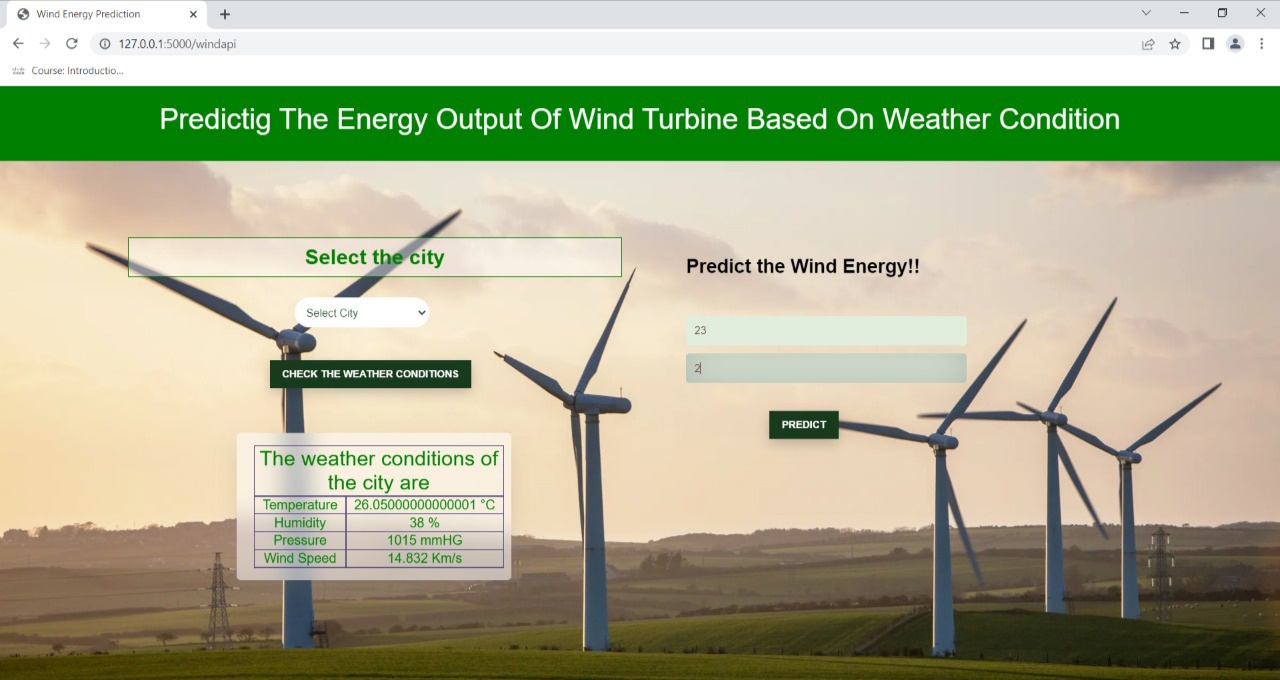 Wind Energy Prediction
127.0.0.1:5000/windapi
Course: Introductio...
Predictig The Energy Output Of Wind Turbine Based On Weather Condition
Select the city
Select City
CHECK THE WEATHER CONDITIONS
The weather conditions of
the city are
Temperature 26.05000000000001 °C
Humidity 38 %
Pressure 1015 mmHG
Wind Speed 14.832 Km/s
Predict the Wind Energy!!
23
2
PREDICT